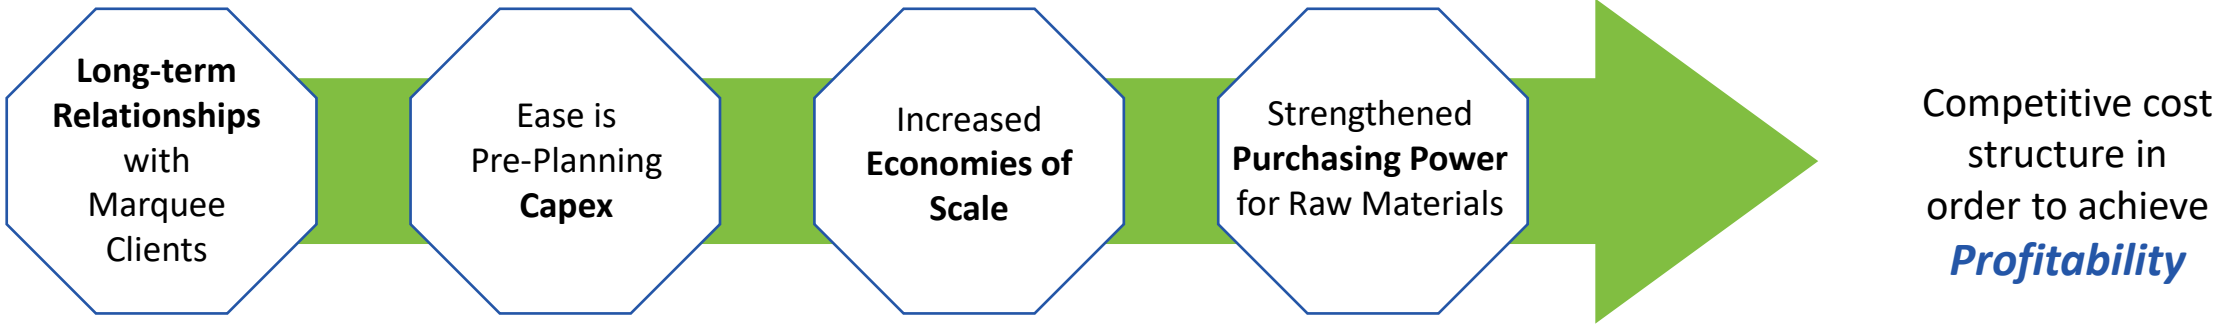 Long-term
Relationships
with
Marquee
Clients
Ease is
Pre-Planning
Capex
Increased
Economies of
Scale
Strengthened
Purchasing Power
for Raw Materials
Competitive cost
structure in
order to achieve
Profitability